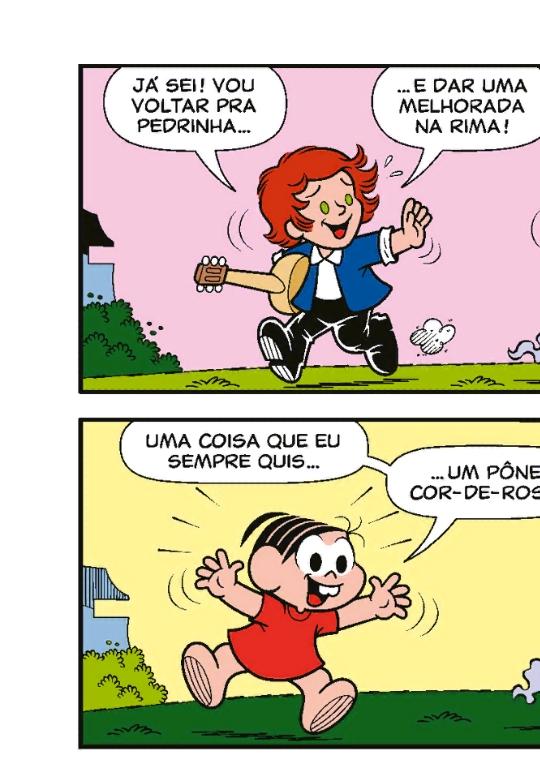 JÁ SEI! VOU
VOLTAR PRA
PEDRINHA...
...E DAR UMA
MELHORADA
NA RIMA!
UMA COISA QUE EU
SEMPRE QUIS...
...UM PÔNE
COR-DE-ROS